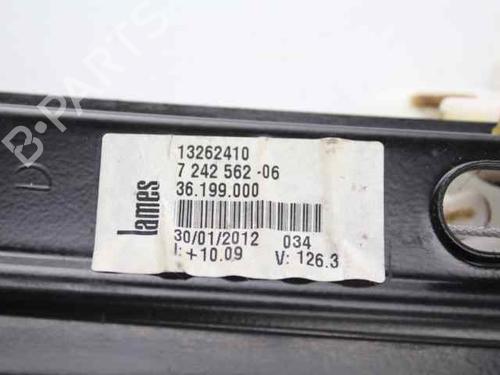 B-PARTS
D
lames
13262410
7 242 562 -06
36.199.000
30/01/2012 034
I: +10.09 V: 126.3